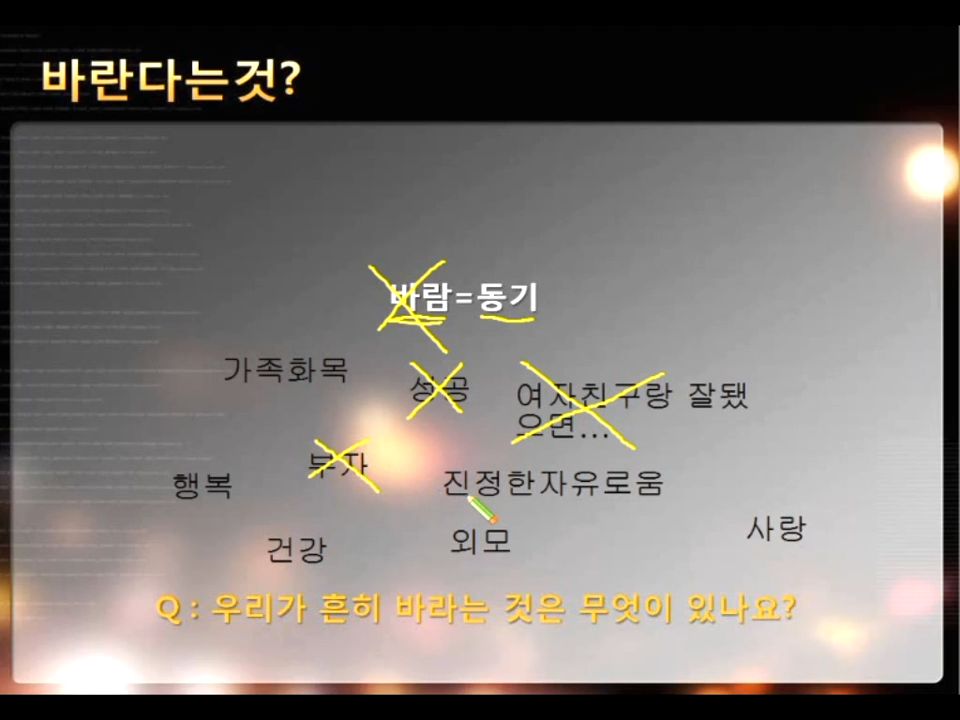 바란다는것?
바람=동기
가족화목
성공
여자친구랑 잘됐
으면...
부자
행복
진정한자유로움
사랑
외모
건강
Q : 우리가 흔히 바라는 것은 무엇이 있나요?